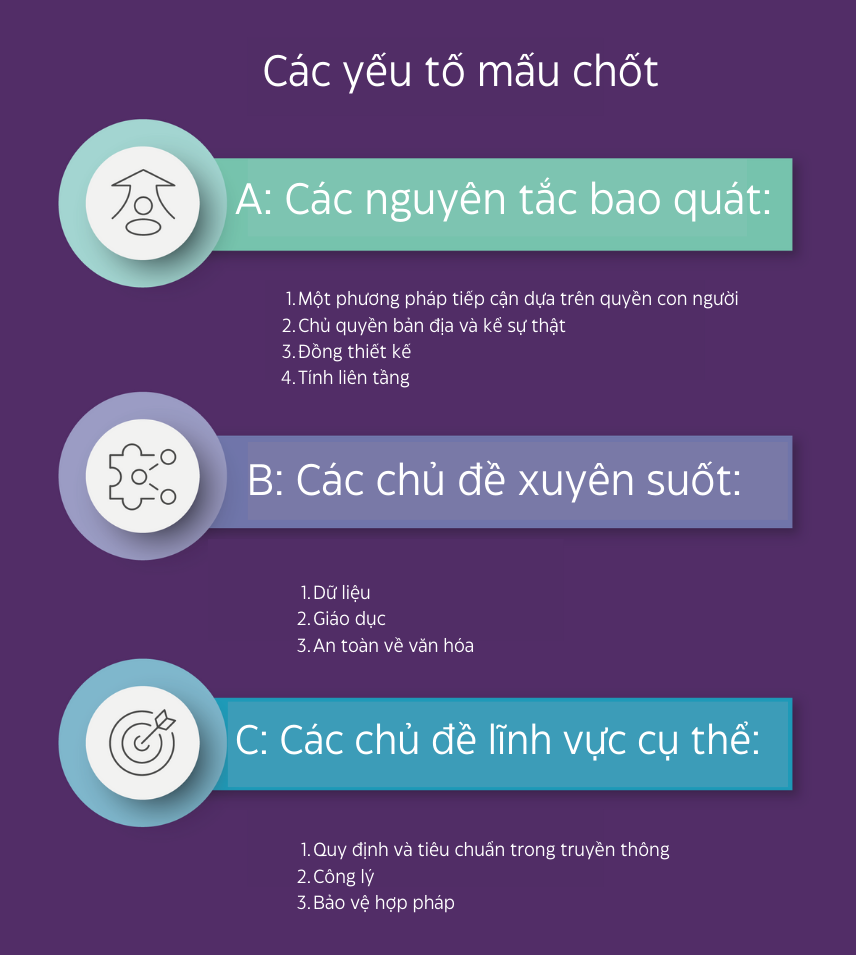 Các yếu tố mấu chốt
A: Các nguyên tắc bao quát:
1. Một phương pháp tiếp cận dựa trên quyền con người
2. Chủ quyền bản địa và kể sự thật
3. Đồng thiết kế
4. Tính liên tầng
B: Các chủ đề xuyên suốt:
1. Dữ liệu
2. Giáo dục
3. An toàn về văn hóa
C: Các chủ đề lĩnh vực cụ thể:
1. Quy định và tiêu chuẩn trong truyền thông
2. Công lý
3. Bảo vệ hợp pháp